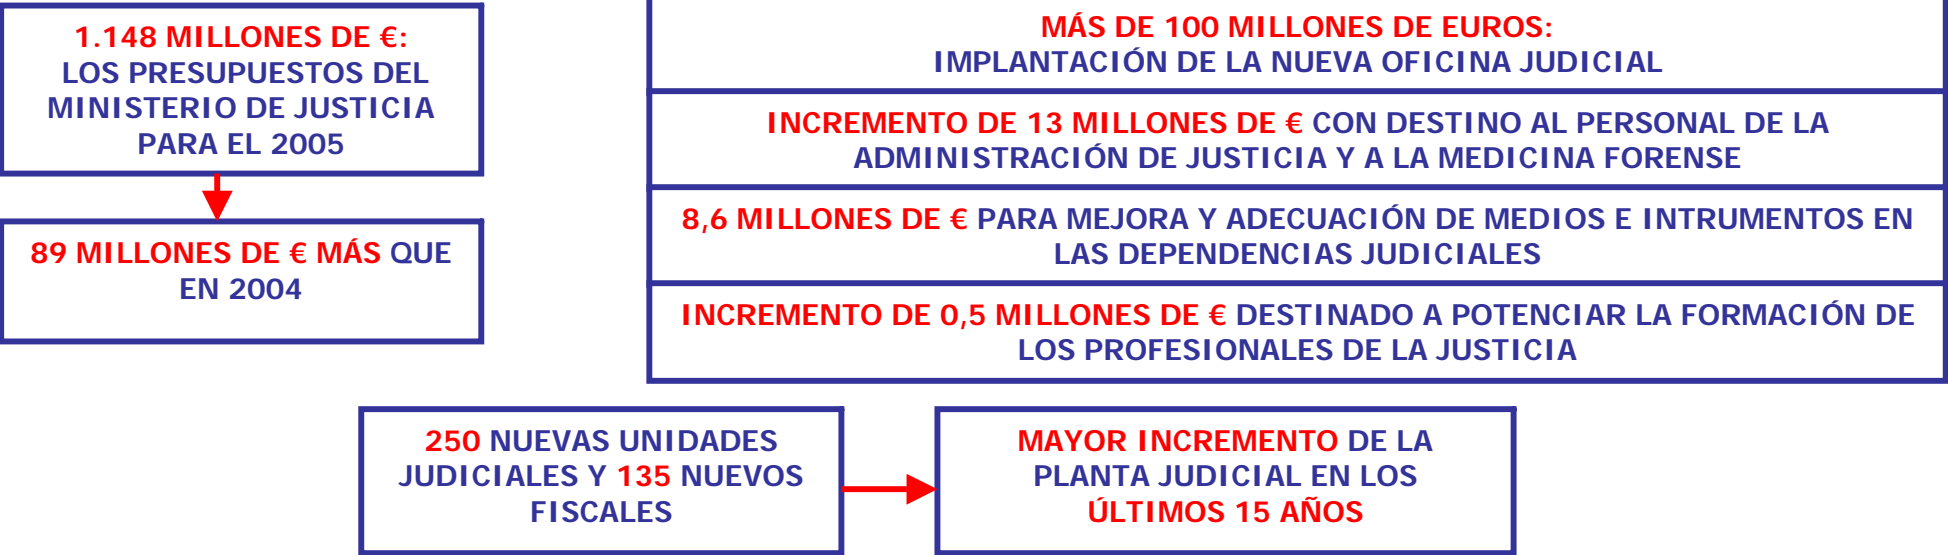 1.148 MILLONES DE €:
LOS PRESUPUESTOS DEL
MINISTERIO DE JUSTICIA
PARA EL 2005
89 MILLONES DE € MÁS QUE
EN 2004
MÁS DE 100 MILLONES DE EUROS:
IMPLANTACIÓN DE LA NUEVA OFICINA JUDICIAL
INCREMENTO DE 13 MILLONES DE € CON DESTINO AL PERSONAL DE LA
ADMINISTRACIÓN DE JUSTICIA Y A LA MEDICINA FORENSE
8,6 MILLONES DE € PARA MEJORA Y ADECUACIÓN DE MEDIOS E INTRUMENTOS EN
LAS DEPENDENCIAS JUDICIALES
INCREMENTO DE 0,5 MILLONES DE € DESTINADO A POTENCIAR LA FORMACIÓN DE
LOS PROFESIONALES DE LA JUSTICIA
250 NUEVAS UNIDADES
JUDICIALES Y 135 NUEVOS
FISCALES
MAYOR INCREMENTO DE LA
PLANTA JUDICIAL EN LOS
ÚLTIMOS 15 AÑOS